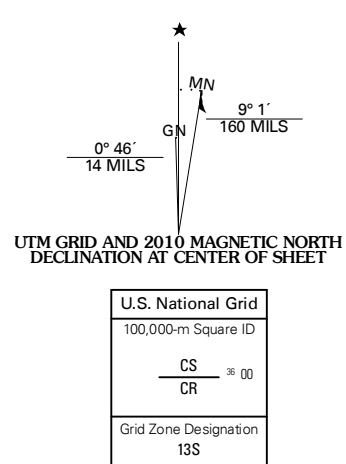 ★
MN
GN
9° 1´
160 MILS
0° 46´
14 MILS
UTM GRID AND 2010 MAGNETIC NORTH
DECLINATION AT CENTER OF SHEET
U.S. National Grid
100,000-m Square ID
CS
36 00
CR
Grid Zone Designation
13S